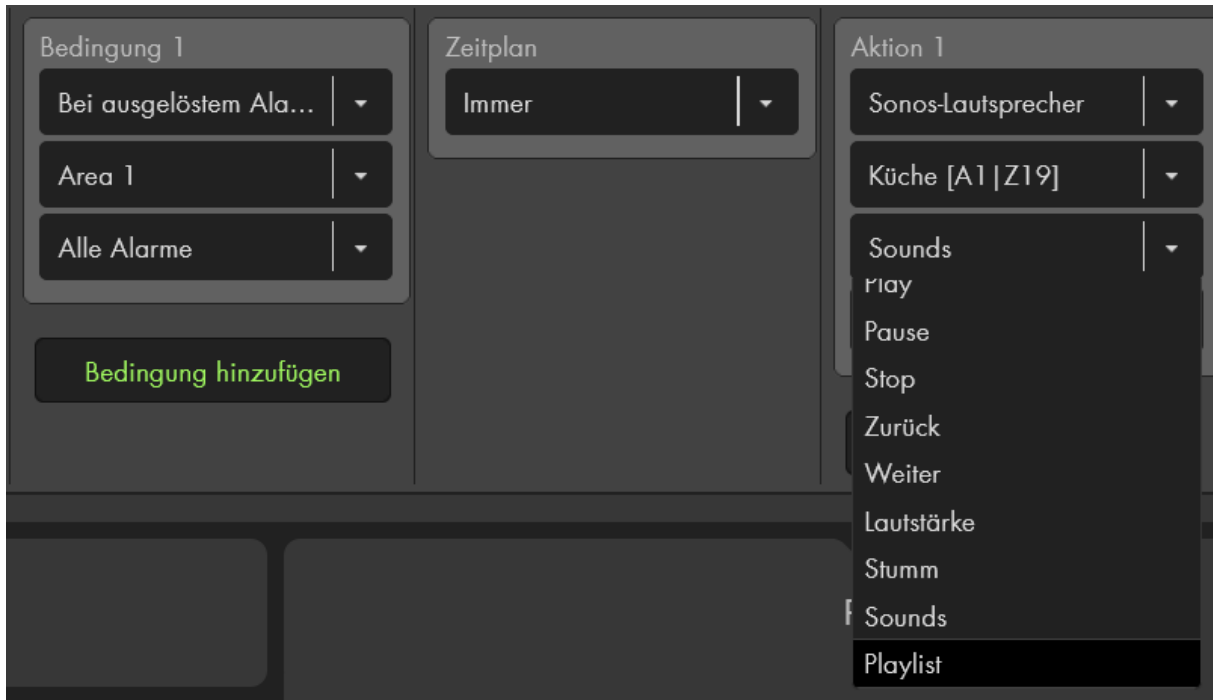 Bedingung 1
Bei ausgelöstem Ala...
Area 1
Alle Alarme
Bedingung hinzufügen
Zeitplan
Immer
Aktion 1
Sonos-Lautsprecher
Küche [A1|Z19]
Sounds
Play
Pause
Stop
Zurück
Weiter
Lautstärke
Stumm
Sounds
Playlist